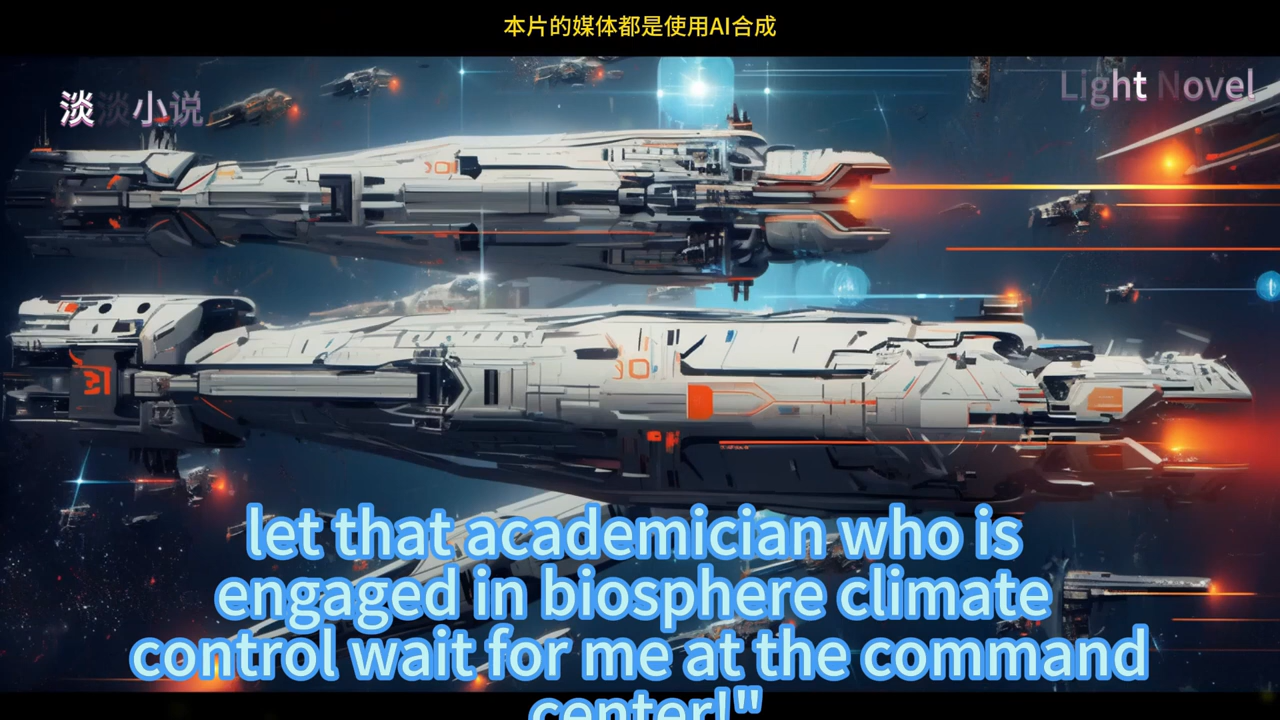 本片的媒体都是使用AI合成
淡淡小说
Light Novel
let that academician who is
engaged in biosphere climate
control wait for me at the command
center!"